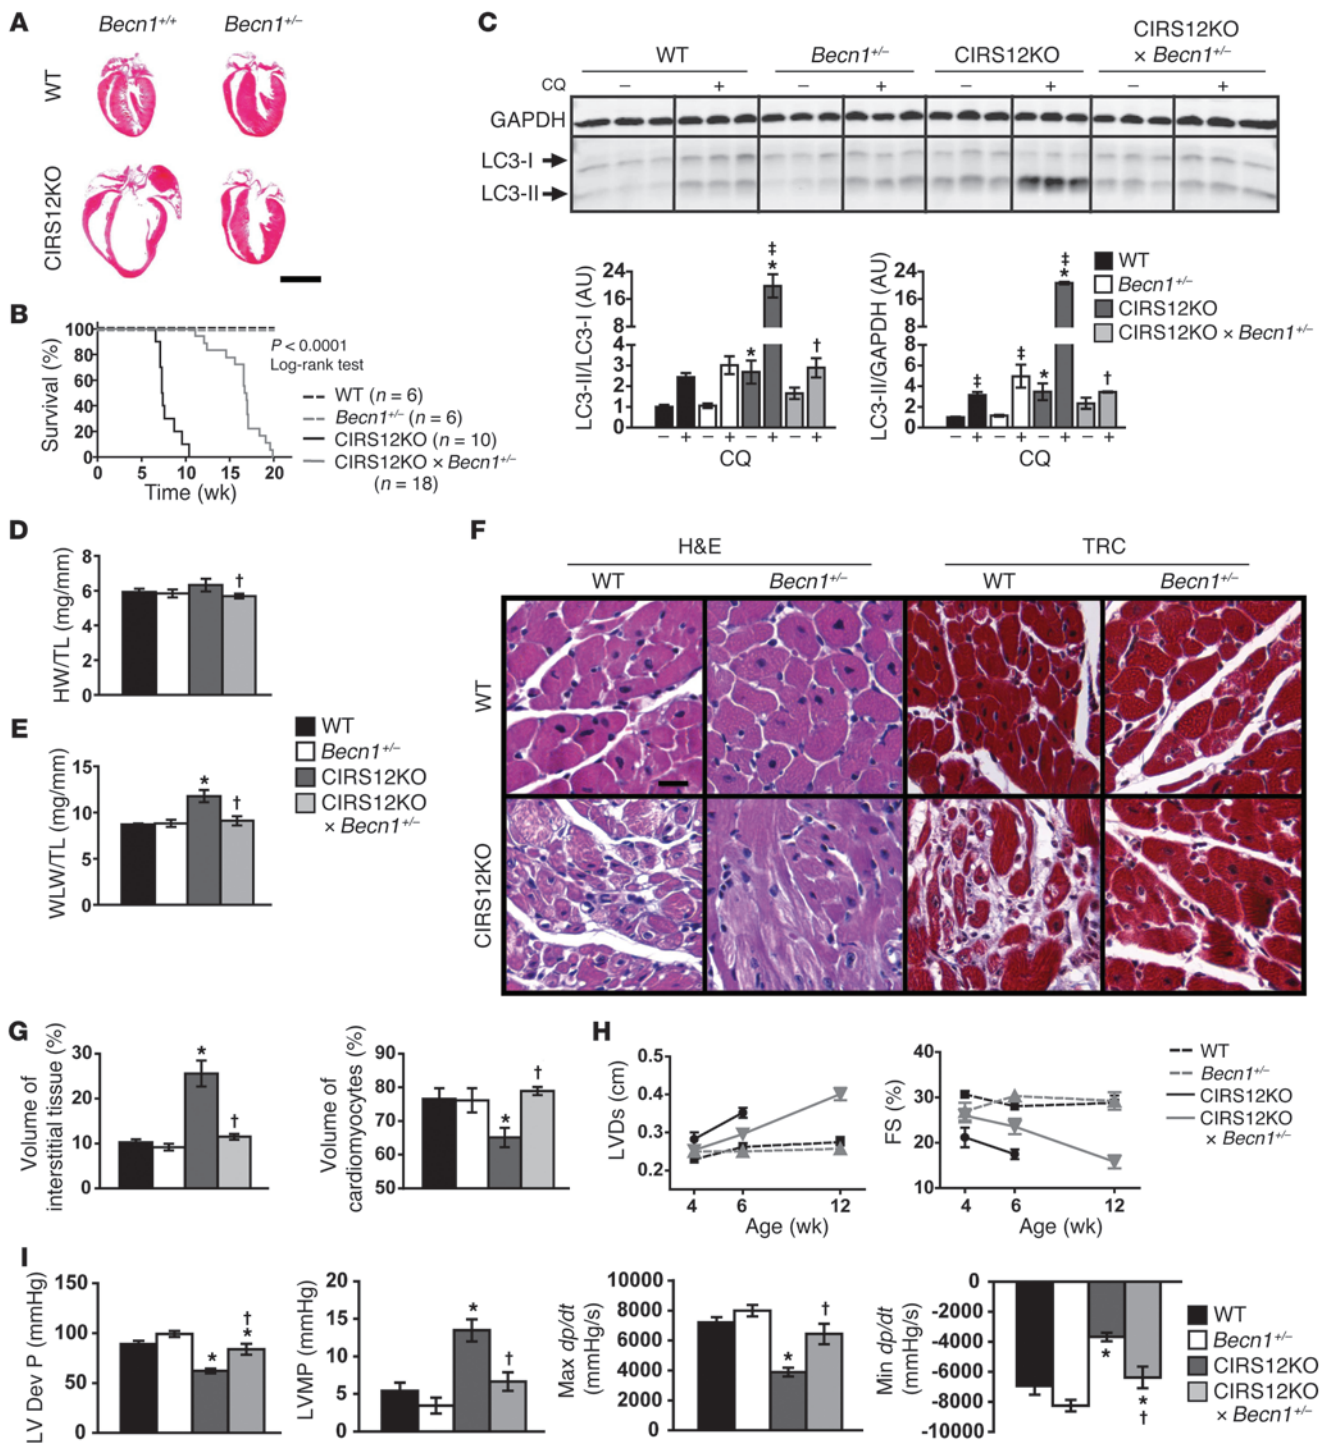 A
Becn1+/+ Becn1+/–
WT
CIRS12KO
B
Survival (%)
100
80
60
40
20
0
0 5 10 15 20
Time (wk)
P < 0.0001
Log-rank test
WT (n = 6)
Becn1+/– (n = 6)
CIRS12KO (n = 10)
CIRS12KO × Becn1+/–
(n = 18)
C
WT Becn1+/– CIRS12KO CIRS12KO
× Becn1+/–
CQ – + – + – + – +
GAPDH
LC3-I
LC3-II
LC3-II/LC3-I (AU)
24
16
8
4
3
2
1
0
* ‡ * †
– + – + – + – +
CQ
LC3-II/GAPDH (AU)
24
16
8
6
4
2
0
‡ ‡ * ‡ * †
– + – + – + – +
CQ
WT
Becn1+/–
CIRS12KO
CIRS12KO × Becn1+/–
D
HW/TL (mg/mm)
8
6
4
2
0
†
E
WLW/TL (mg/mm)
15
10
5
0
* †
WT
Becn1+/–
CIRS12KO
CIRS12KO
× Becn1+/–
F
H&E TRC
WT Becn1+/– WT Becn1+/–
WT
CIRS12KO
G
Volume of
interstitial tissue (%)
30
20
10
0
* †
Volume of
cardiomyocytes (%)
90
80
70
60
50
* †
H
LVDs (cm)
0.5
0.4
0.3
0.2
4 6 12
Age (wk)
FS (%)
40
30
20
10
4 6 12
Age (wk)
WT
Becn1+/–
CIRS12KO
CIRS12KO
× Becn1+/–
I
LV Dev P (mmHg)
150
100
50
0
* † *
LVMP (mmHg)
20
15
10
5
0
* †
Max dp/dt
(mmHg/s)
10000
8000
6000
4000
2000
0
* †
Min dp/dt
(mmHg/s)
0
-2000
-4000
-6000
-8000
-10000
* * †
WT
Becn1+/–
CIRS12KO
CIRS12KO
× Becn1+/–